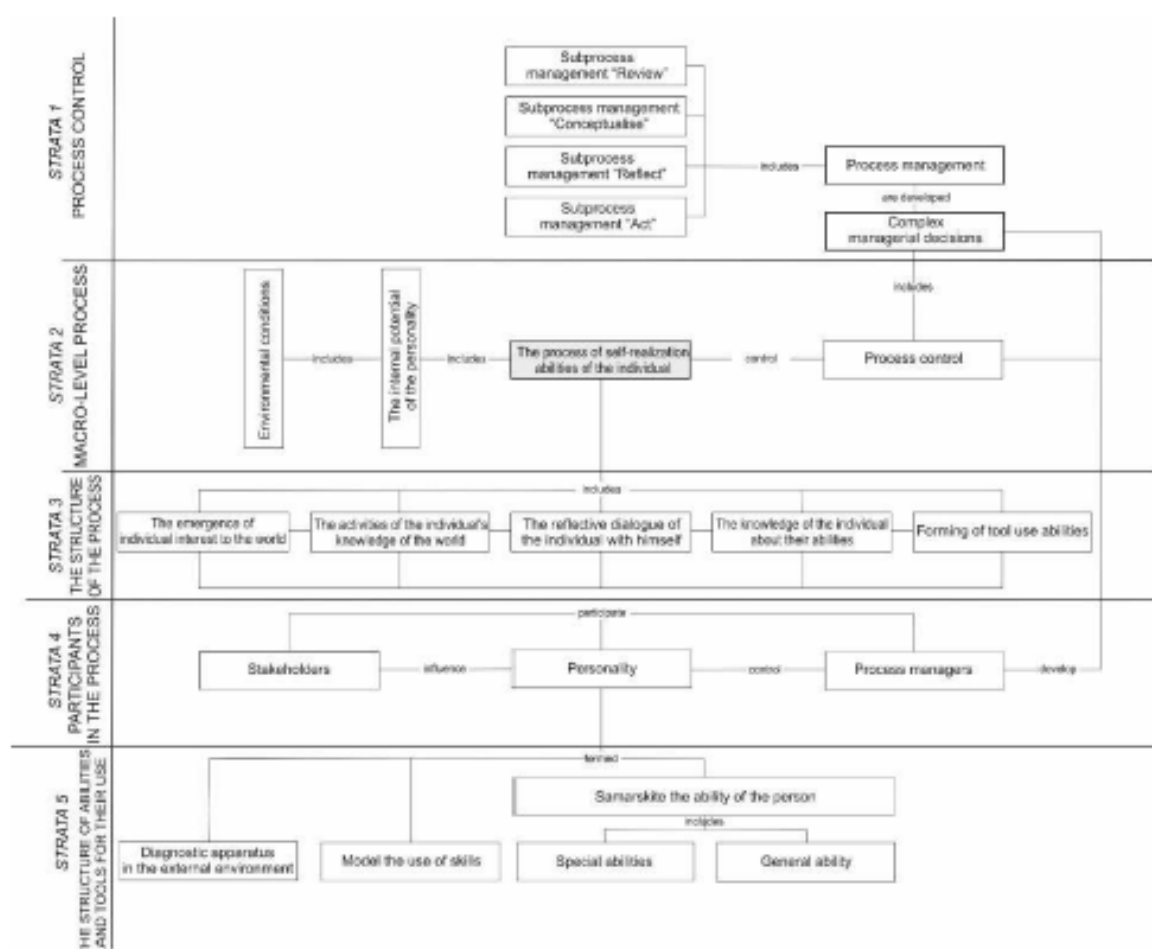 STRATA 1
PROCESS CONTROL
Subprocess
management "Review"
Subprocess management
"Conceptualise"
Subprocess
management "Reflect"
Subprocess
management "Act"
includes
Process management
are developed
Complex
managerial decisions
STRATA 2
MACRO-LEVEL PROCESS
Environmental conditions
includes
The internal potential
of the personality
includes
The process of self-realization
abilities of the individual
control
includes
Process control
STRATA 3
THE STRUCTURE
OF THE PROCESS
includes
The emergence of
individual interest to the world
The activities of the individual's
knowledge of the world
The reflective dialogue of
the individual with himself
The knowledge of the individual
about their abilities
Forming of tool use abilities
STRATA 4
PARTICIPANTS
IN THE PROCESS
participate
Stakeholders
influence
Personality
control
Process managers
develop
STRATA 5
HE STRUCTURE OF ABILITIES
AND TOOLS FOR THEIR USE
formed
Samarskite the ability of the person
includes
Diagnostic apparatus
in the external environment
Model the use of skills
Special abilities
General ability